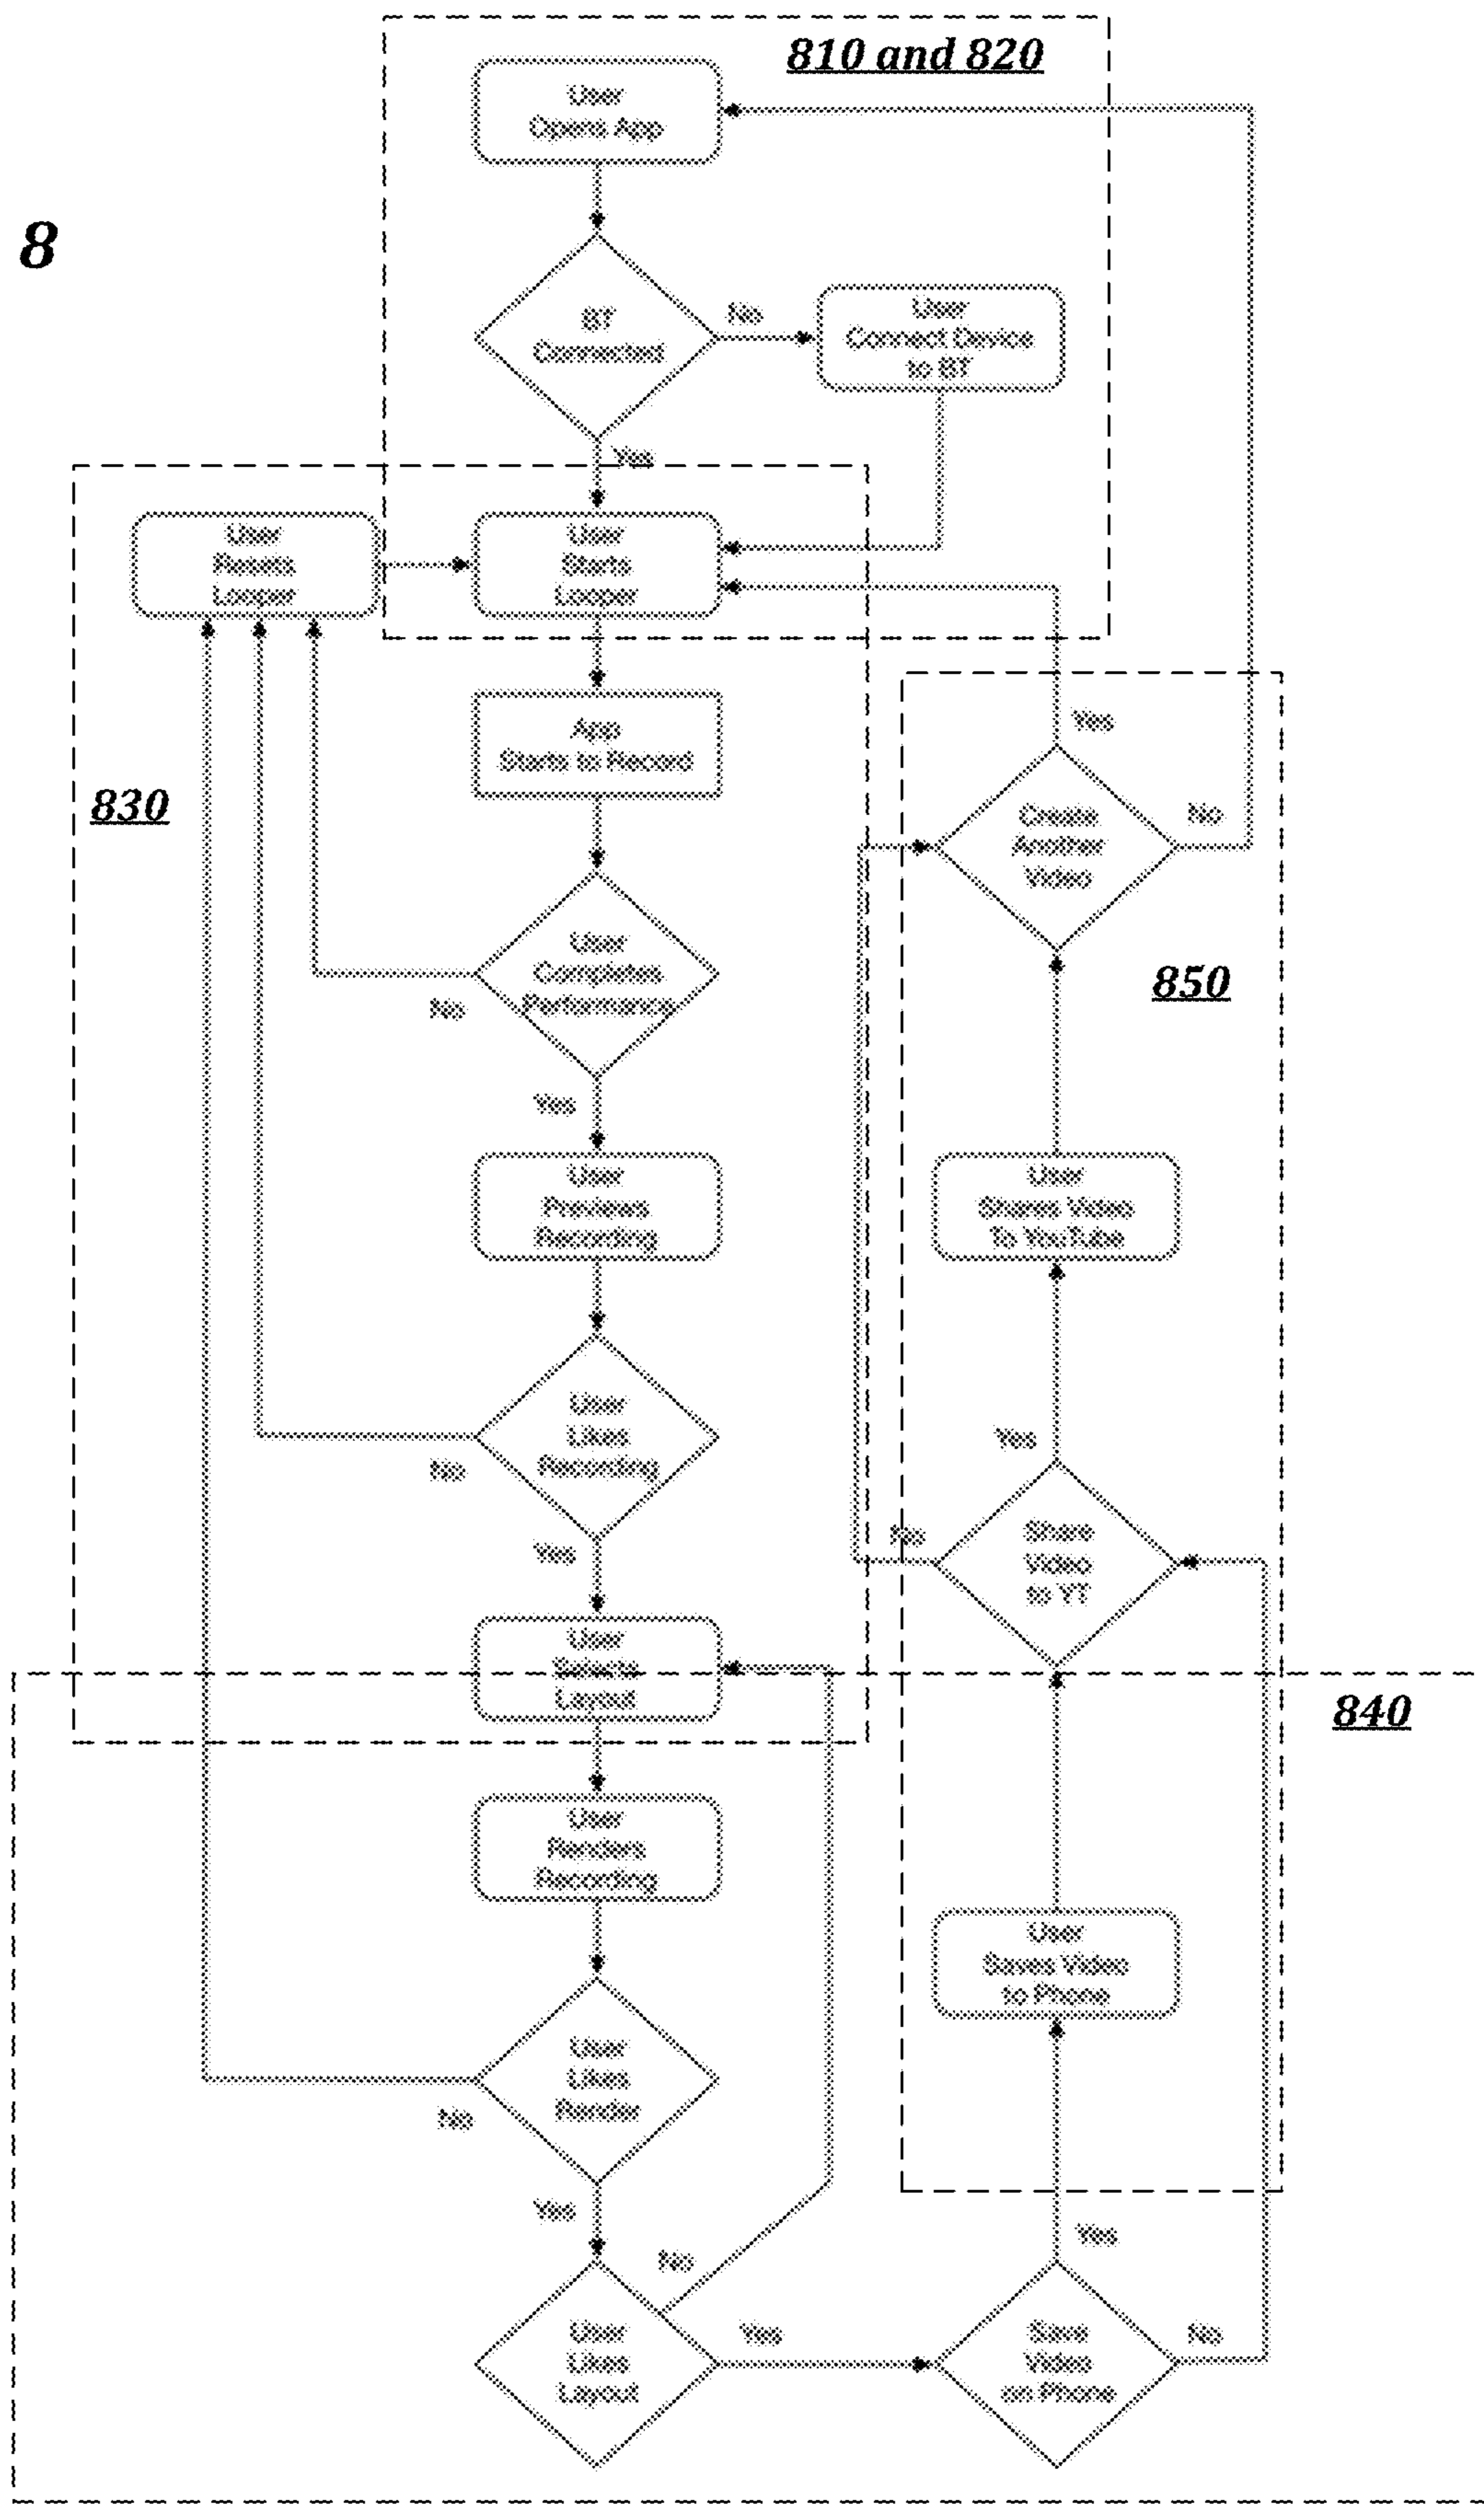 810 and 820
User
Opens App
8
BT
Connected
No
User
Connect Device
to BT
Yes
User
Resets
Looper
User
Starts
Looper
App
Starts to Record
Yes
830
Create
Another
Video
No
User
Completes
Performance
No
850
Yes
User
Previews
Recording
User
Shares Video
To YouTube
User
Likes
Recording
No
Yes
Yes
No
Share
Video
to YT
User
Selects
Layout
840
User
Renders
Recording
User
Saves Video
to Phone
User
Likes
Render
No
Yes
No
Yes
User
Likes
Layout
Yes
Save
Video
on Phone
No